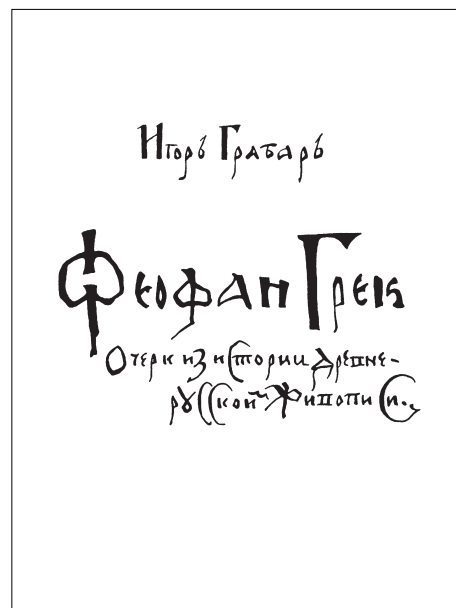 Игорь Грабарь
Феофан Грек
Очерк из истории древне-
русской живописи.